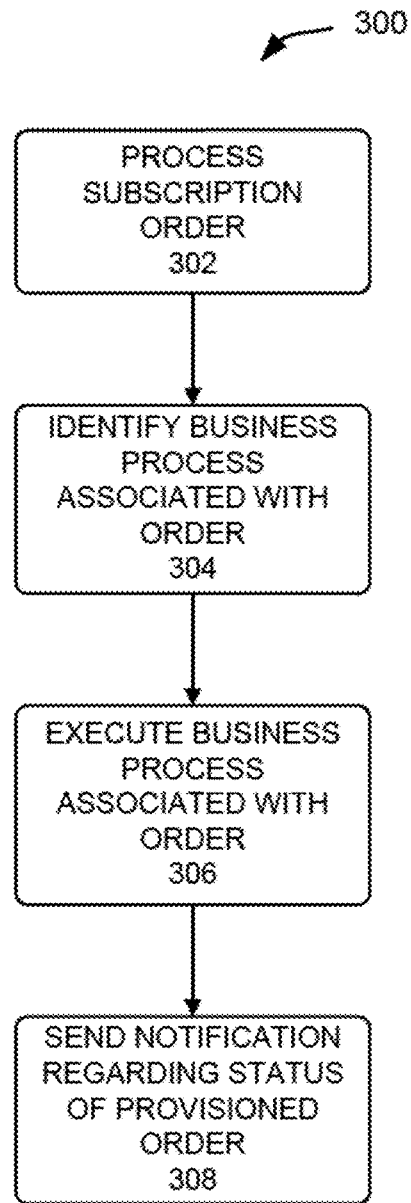 300
PROCESS
SUBSCRIPTION
ORDER
302
IDENTIFY BUSINESS
PROCESS
ASSOCIATED WITH
ORDER
304
EXECUTE BUSINESS
PROCESS
ASSOCIATED WITH
ORDER
306
SEND NOTIFICATION
REGARDING STATUS
OF PROVISIONED
ORDER
308